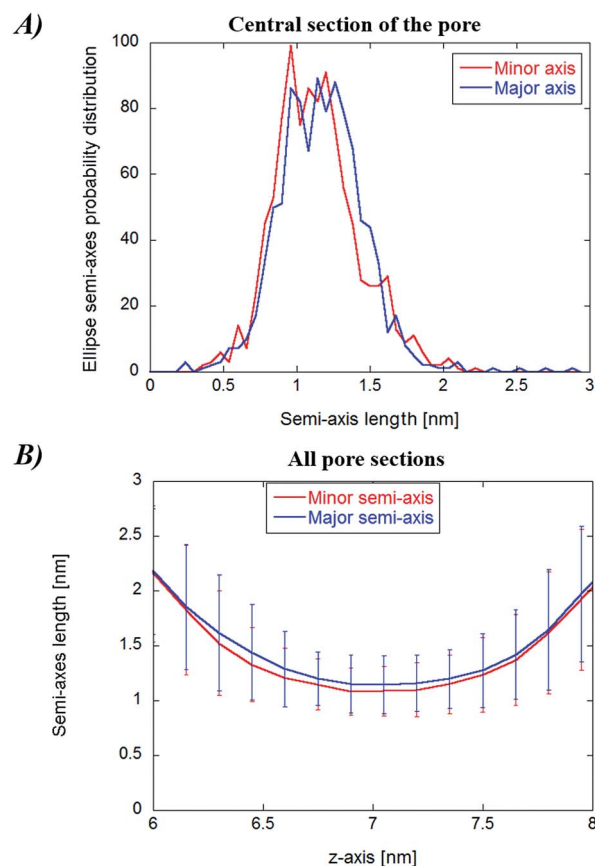 A)
Central section of the pore
Minor axis
Major axis
100
80
60
40
20
0
Ellipse semi-axes probability distribution
0 0.5 1 1.5 2 2.5 3
Semi-axis length [nm]
B)
All pore sections
Minor semi-axis
Major semi-axis
3
2.5
2
1.5
1
0.5
0
Semi-axes length [nm]
6 6.5 7 7.5 8
z-axis [nm]